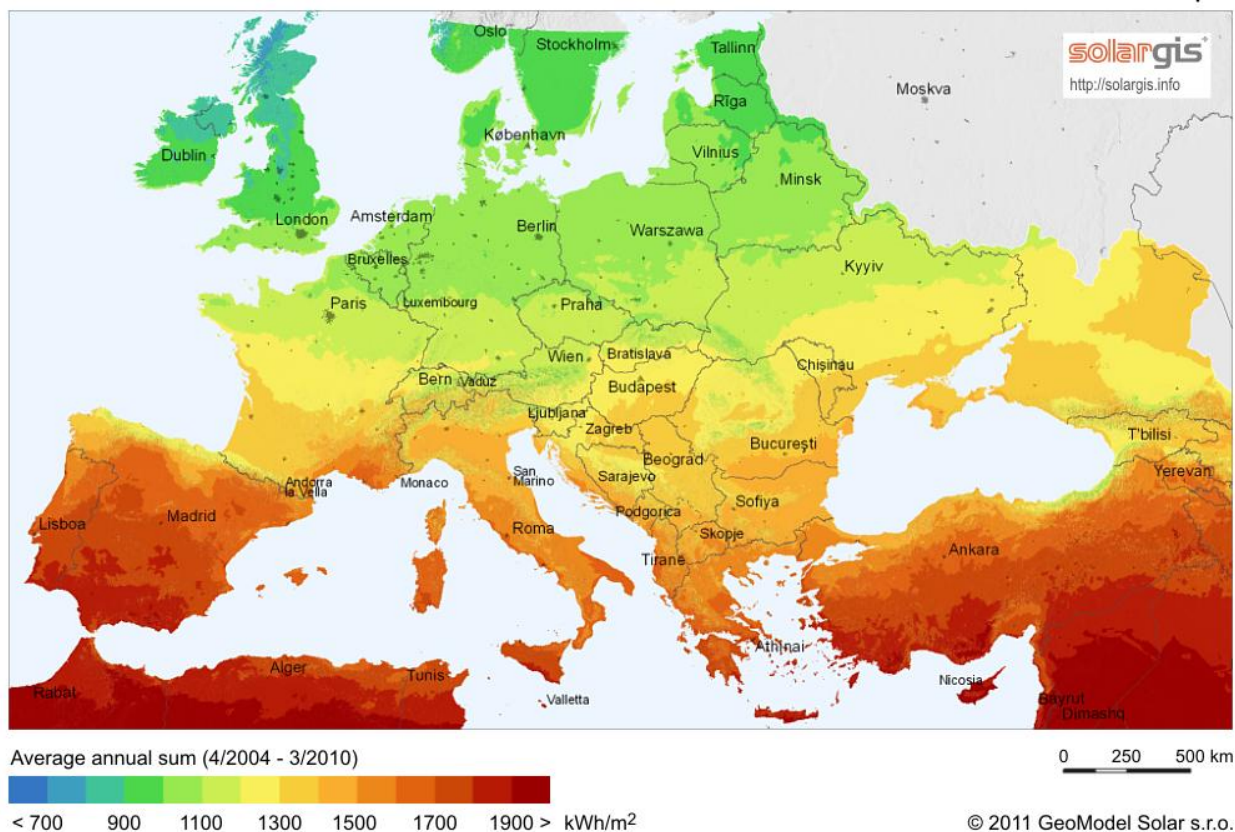 Oslo
Stockholm
Tallinn
solargis
http://solargis.info
Moskva
Rīga
København
Dublin
Vilnius
Minsk
London
Amsterdam
Berlin
Warszawa
Bruxelles
Kyyiv
Paris
Luxembourg
Praha
Wien
Bratislava
Chişinău
Bern
Vaduz
Budapest
Ljubljana
Zagreb
Bucureşti
T'bilisi
Beograd
Yerevan
Andorra
la Vella
Monaco
San
Marino
Sarajevo
Podgorica
Sofiya
Lisboa
Madrid
Roma
Skopje
Tiranë
Ankara
Athínai
Alger
Tunis
Nicosia
Rabat
Valletta
Bayrut
Dimashq
Average annual sum (4/2004 - 3/2010)
0 250 500 km
< 700 900 1100 1300 1500 1700 1900 > kWh/m²
© 2011 GeoModel Solar s.r.o.